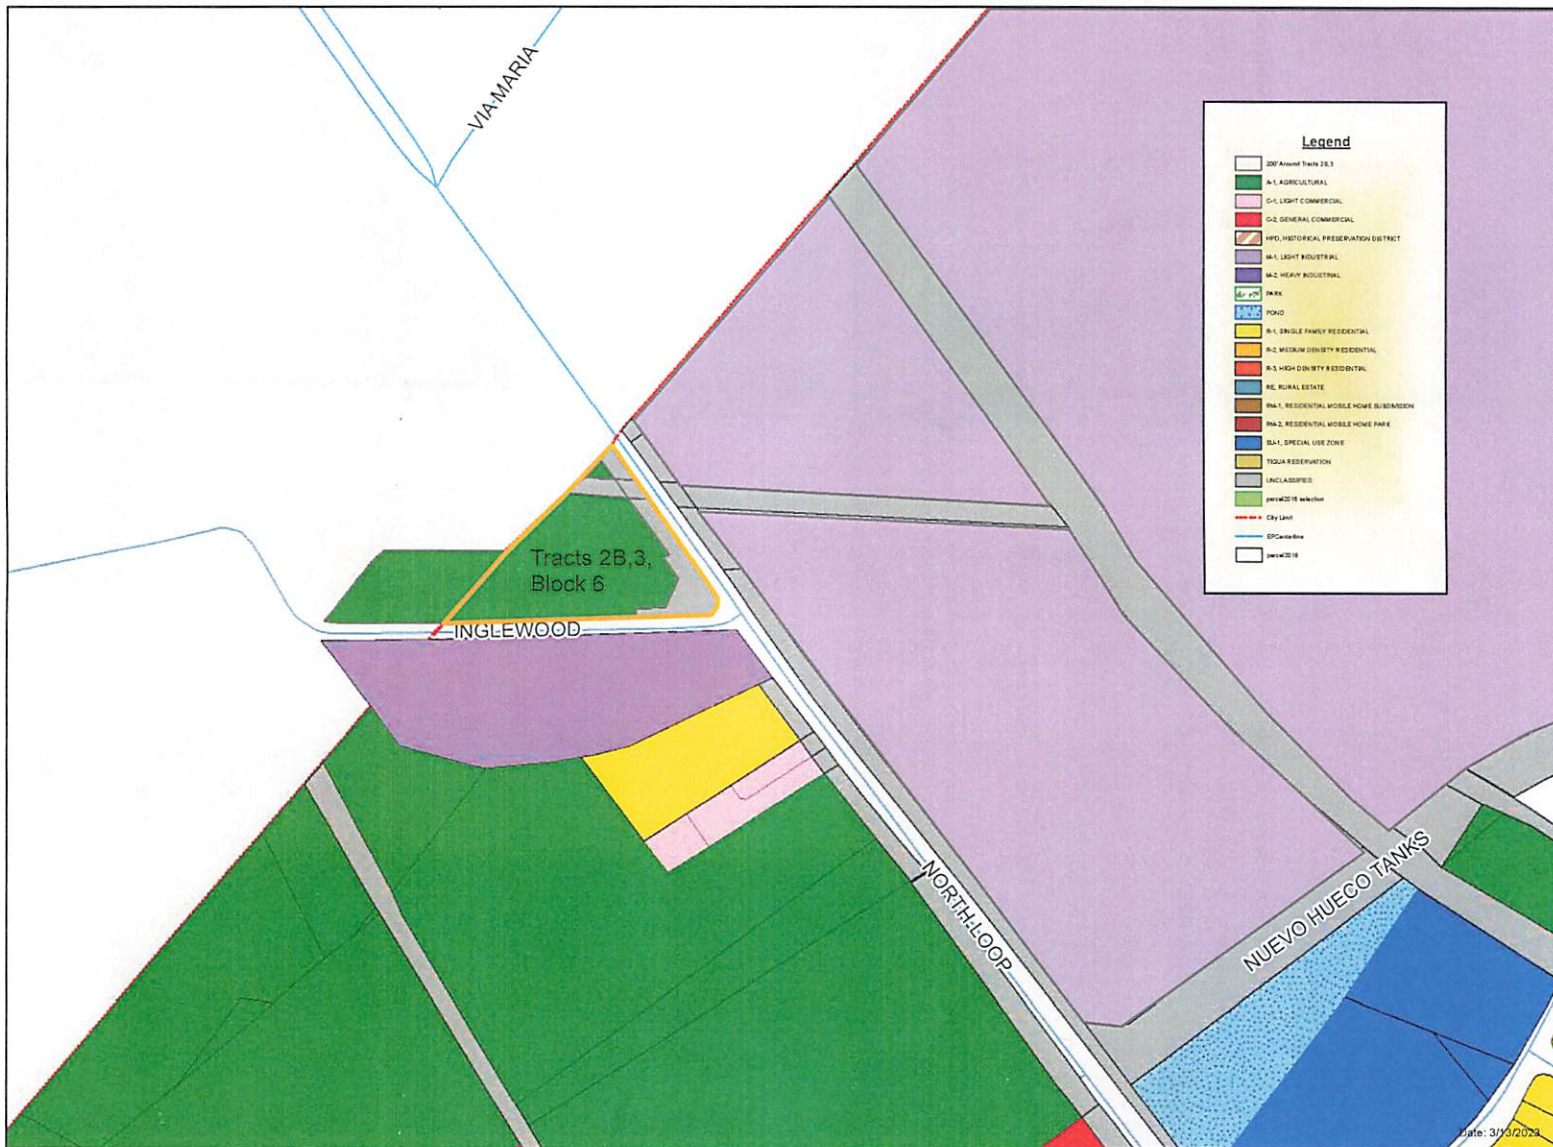 VIA MARIA
Legend
200' Around Tracts 2B,3
A-1, AGRICULTURAL
C-1, LIGHT COMMERCIAL
C-2, GENERAL COMMERCIAL
HPD, HISTORICAL PRESERVATION DISTRICT
M-1, LIGHT INDUSTRIAL
M-2, HEAVY INDUSTRIAL
PARK
POND
R-1, SINGLE FAMILY RESIDENTIAL
R-2, MEDIUM DENSITY RESIDENTIAL
R-3, HIGH DENSITY RESIDENTIAL
RE, RURAL ESTATE
RM-1, RESIDENTIAL MOBILE HOME SUBDIVISION
RM-2, RESIDENTIAL MOBILE HOME PARK
SU-1, SPECIAL USE ZONE
TIGUA RESERVATION
UNCLASSIFIED
parcel2016 selection
City Limit
EPCenterline
parcel2016
Tracts 2B,3,
Block 6
INGLEWOOD
NORTH LOOP
NUEVO HUECO TANKS
Date: 3/13/2023